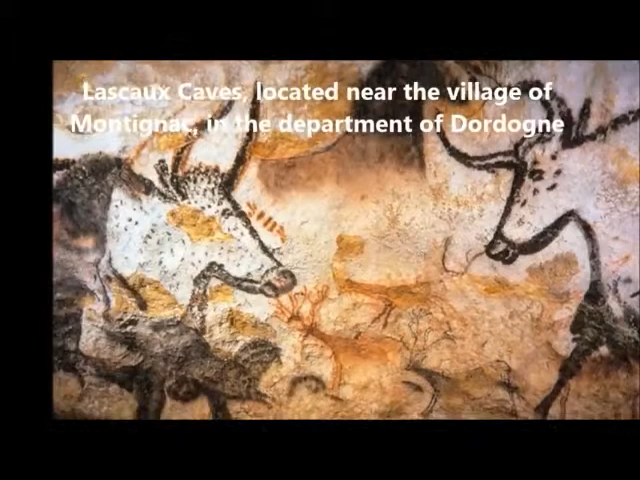 Lascaux Caves, located near the village of
Montignac, in the department of Dordogne